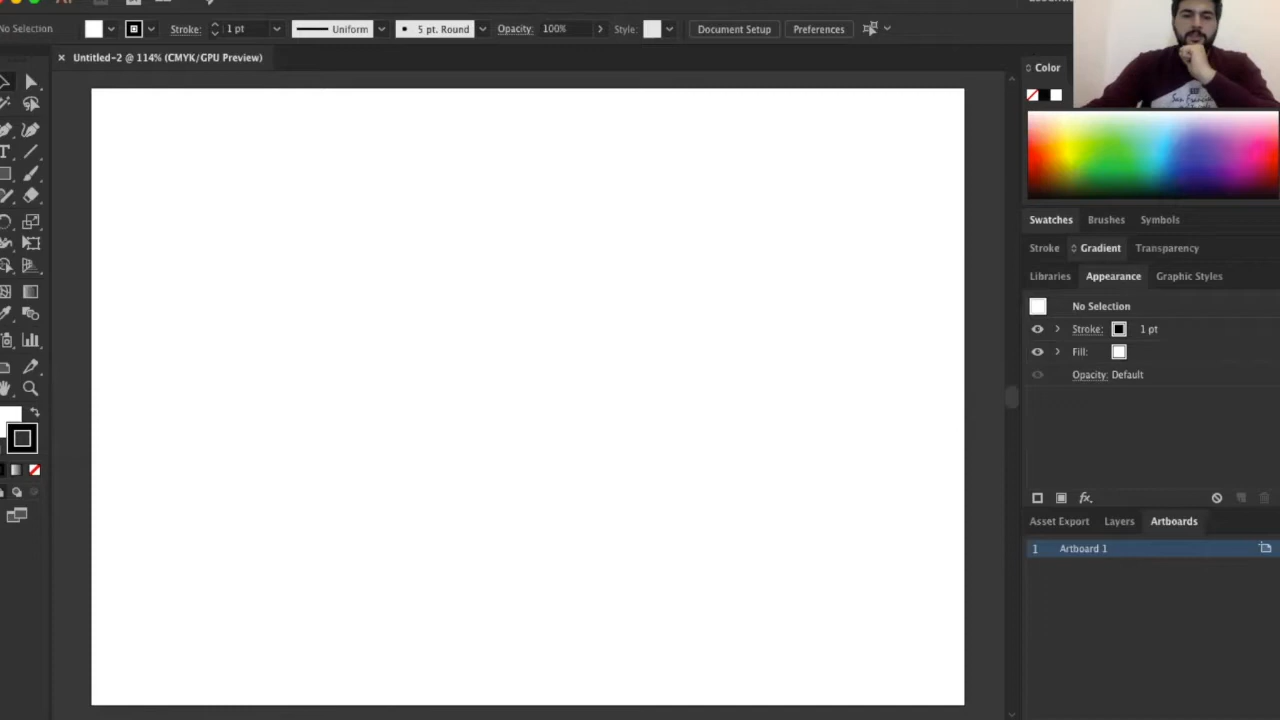 No Selection
Stroke:
1 pt
Uniform
5 pt. Round
Opacity:
100%
Style:
Document Setup
Preferences
Untitled-2 @ 114% (CMYK/GPU Preview)
Color
Swatches
Brushes
Symbols
Stroke
Gradient
Transparency
Libraries
Appearance
Graphic Styles
No Selection
Stroke:
1 pt
Fill:
Opacity: Default
fx
Asset Export
Layers
Artboards
1
Artboard 1